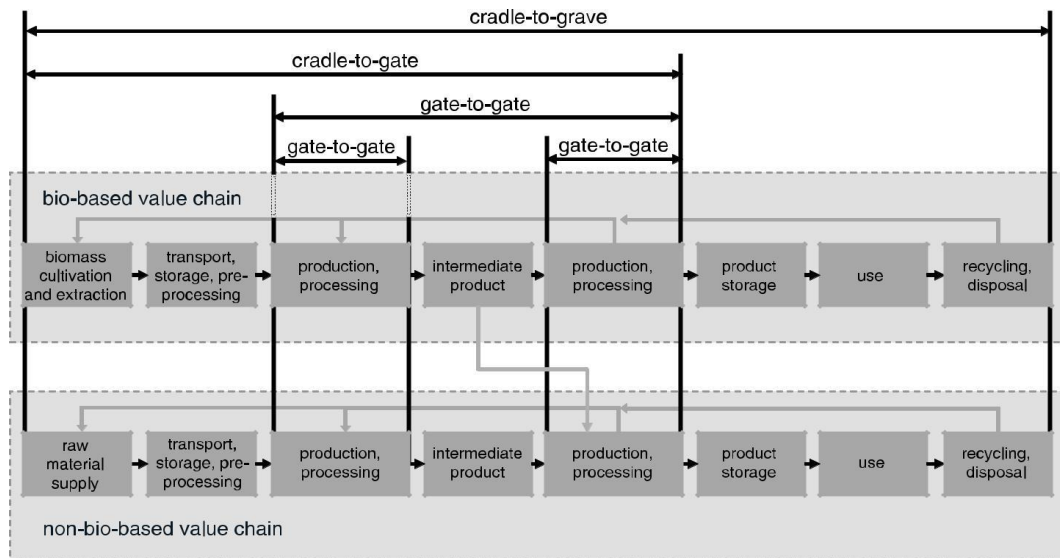 cradle-to-grave
cradle-to-gate
gate-to-gate
gate-to-gate
gate-to-gate
bio-based value chain
biomass
cultivation
and extraction
transport,
storage, pre-
processing
production,
processing
intermediate
product
production,
processing
product
storage
use
recycling,
disposal
raw
material
supply
transport,
storage, pre-
processing
production,
processing
intermediate
product
production,
processing
product
storage
use
recycling,
disposal
non-bio-based value chain